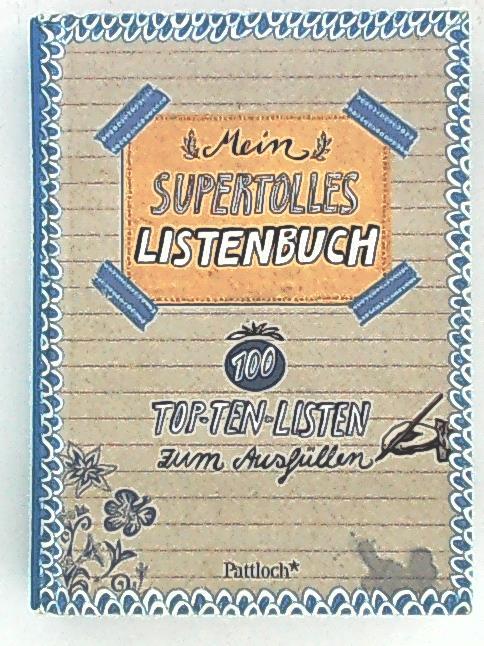 Mein
SUPERTOLLES
LISTENBUCH
100
TOP-TEN-LISTEN
zum Ausfüllen
Pattloch*